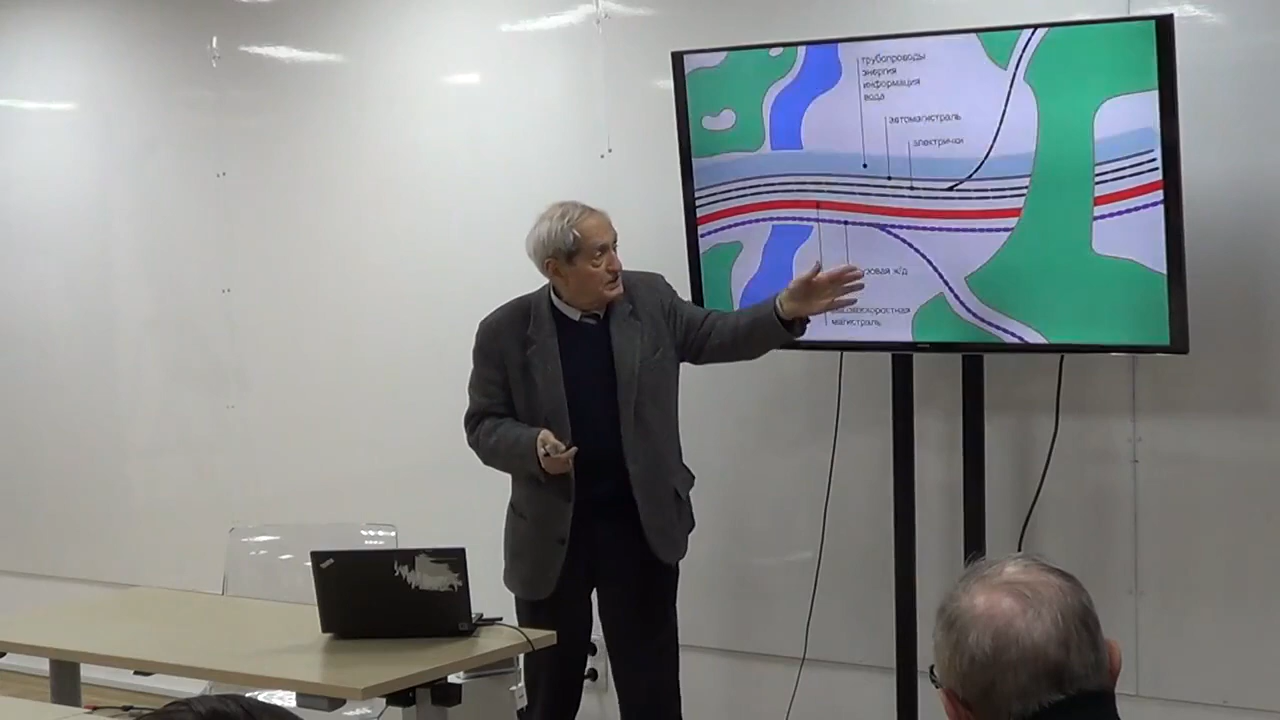 трубопроводы
энергия
информация
вода
автомагистраль
электрички
ж/д
магистраль